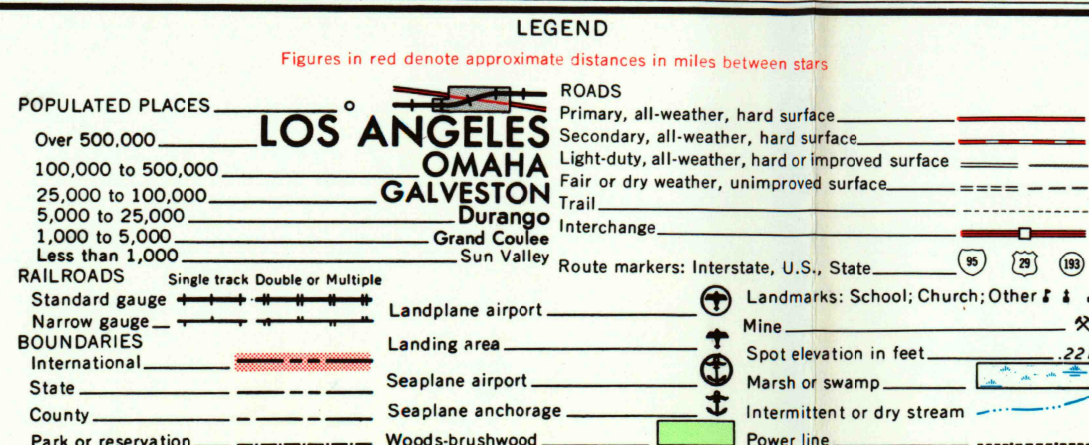 LEGEND
Figures in red denote approximate distances in miles between stars
POPULATED PLACES
Over 500,000 LOS ANGELES
100,000 to 500,000 OMAHA
25,000 to 100,000 GALVESTON
5,000 to 25,000 Durango
1,000 to 5,000 Grand Coulee
Less than 1,000 Sun Valley
ROADS
Primary, all-weather, hard surface
Secondary, all-weather, hard surface
Light-duty, all-weather, hard or improved surface
Fair or dry weather, unimproved surface
Trail
Interchange
Route markers: Interstate, U.S., State 95 29 193
RAILROADS Single track Double or Multiple
Standard gauge
Narrow gauge
BOUNDARIES
International
State
County
Park or reservation
Landplane airport
Landing area
Seaplane airport
Seaplane anchorage
Woods-brushwood
Landmarks: School; Church; Other
Mine
Spot elevation in feet
Marsh or swamp
Intermittent or dry stream
Power line